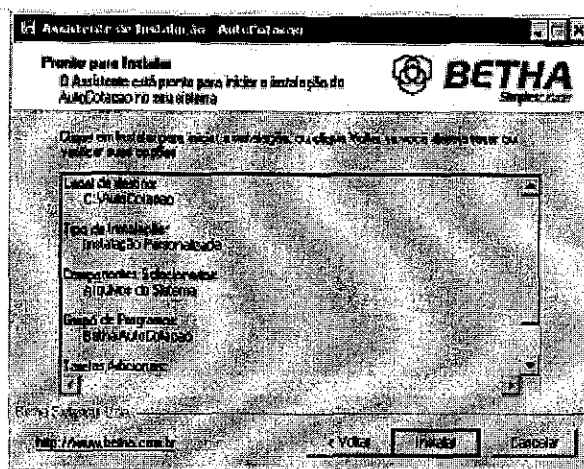 Assistente de Instalação - AutoCotacao
Pronto para Instalar
O Assistente está pronto para iniciar a instalação do
AutoCotacao no seu sistema
BETHA
Clique em Instalar para iniciar a instalação, ou clique Voltar, se você deseja rever ou
verificar suas opções
Local de destino:
C:\AutoCotacao
Tipo de Instalação:
Instalação Personalizada
Componentes Selecionados:
Arquivos do Sistema
Grupo de Programas:
Betha\AutoCotacao
Tarefas Adicionais:
Betha Sistemas Ltda
http://www.betha.com.br
< Voltar
Instalar
Cancelar